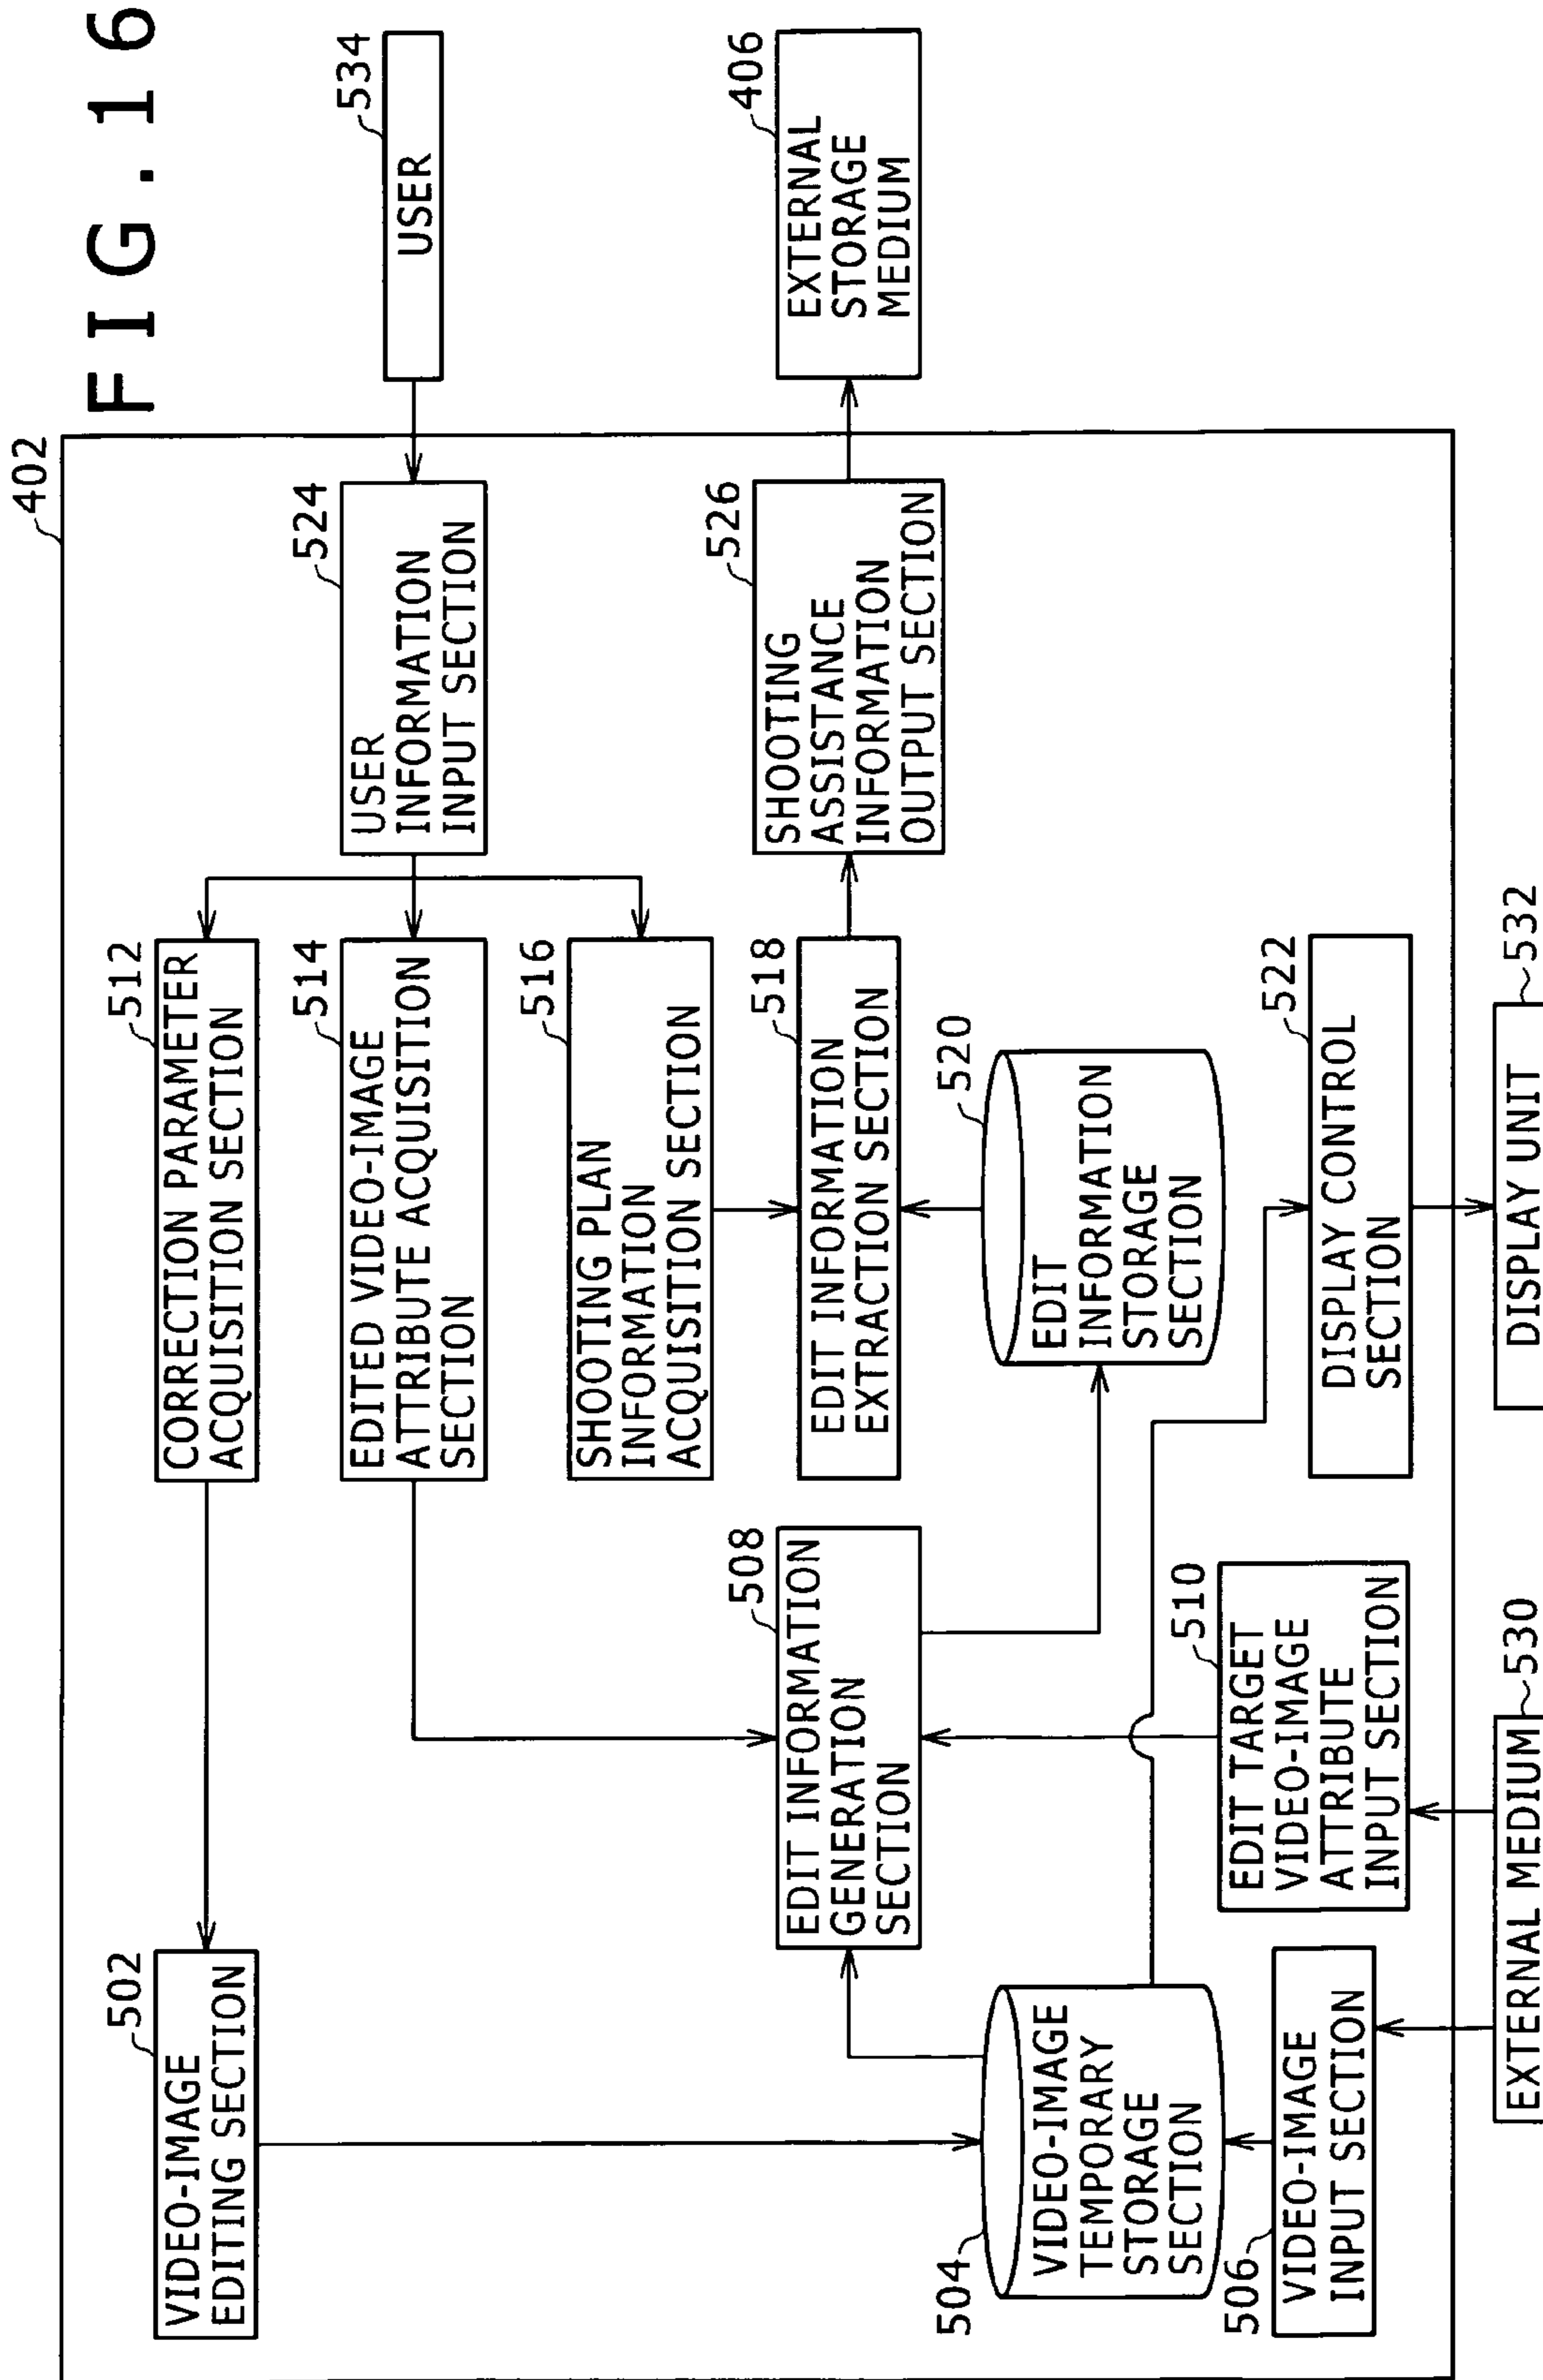 FIG.16
402
502
VIDEO-IMAGE
EDITING SECTION
512
CORRECTION PARAMETER
ACQUISITION SECTION
514
EDITED VIDEO-IMAGE
ATTRIBUTE ACQUISITION
SECTION
524
USER
INFORMATION
INPUT SECTION
534
USER
516
SHOOTING PLAN
INFORMATION
ACQUISITION SECTION
508
EDIT INFORMATION
GENERATION
SECTION
518
EDIT INFORMATION
EXTRACTION SECTION
526
SHOOTING
ASSISTANCE
INFORMATION
OUTPUT SECTION
406
EXTERNAL
STORAGE
MEDIUM
504
VIDEO-IMAGE
TEMPORARY
STORAGE
SECTION
520
EDIT
INFORMATION
STORAGE
SECTION
506
VIDEO-IMAGE
INPUT SECTION
510
EDIT TARGET
VIDEO-IMAGE
ATTRIBUTE
INPUT SECTION
522
DISPLAY CONTROL
SECTION
EXTERNAL MEDIUM
530
DISPLAY UNIT
532